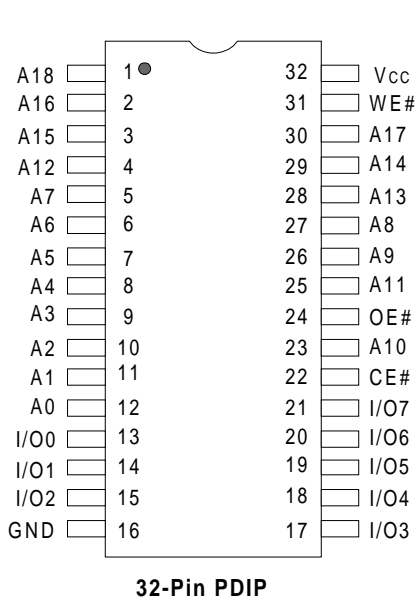 A18 1 32 Vcc
A16 2 31 WE#
A15 3 30 A17
A12 4 29 A14
A7 5 28 A13
A6 6 27 A8
A5 7 26 A9
A4 8 25 A11
A3 9 24 OE#
A2 10 23 A10
A1 11 22 CE#
A0 12 21 I/O7
I/O0 13 20 I/O6
I/O1 14 19 I/O5
I/O2 15 18 I/O4
GND 16 17 I/O3
32-Pin PDIP